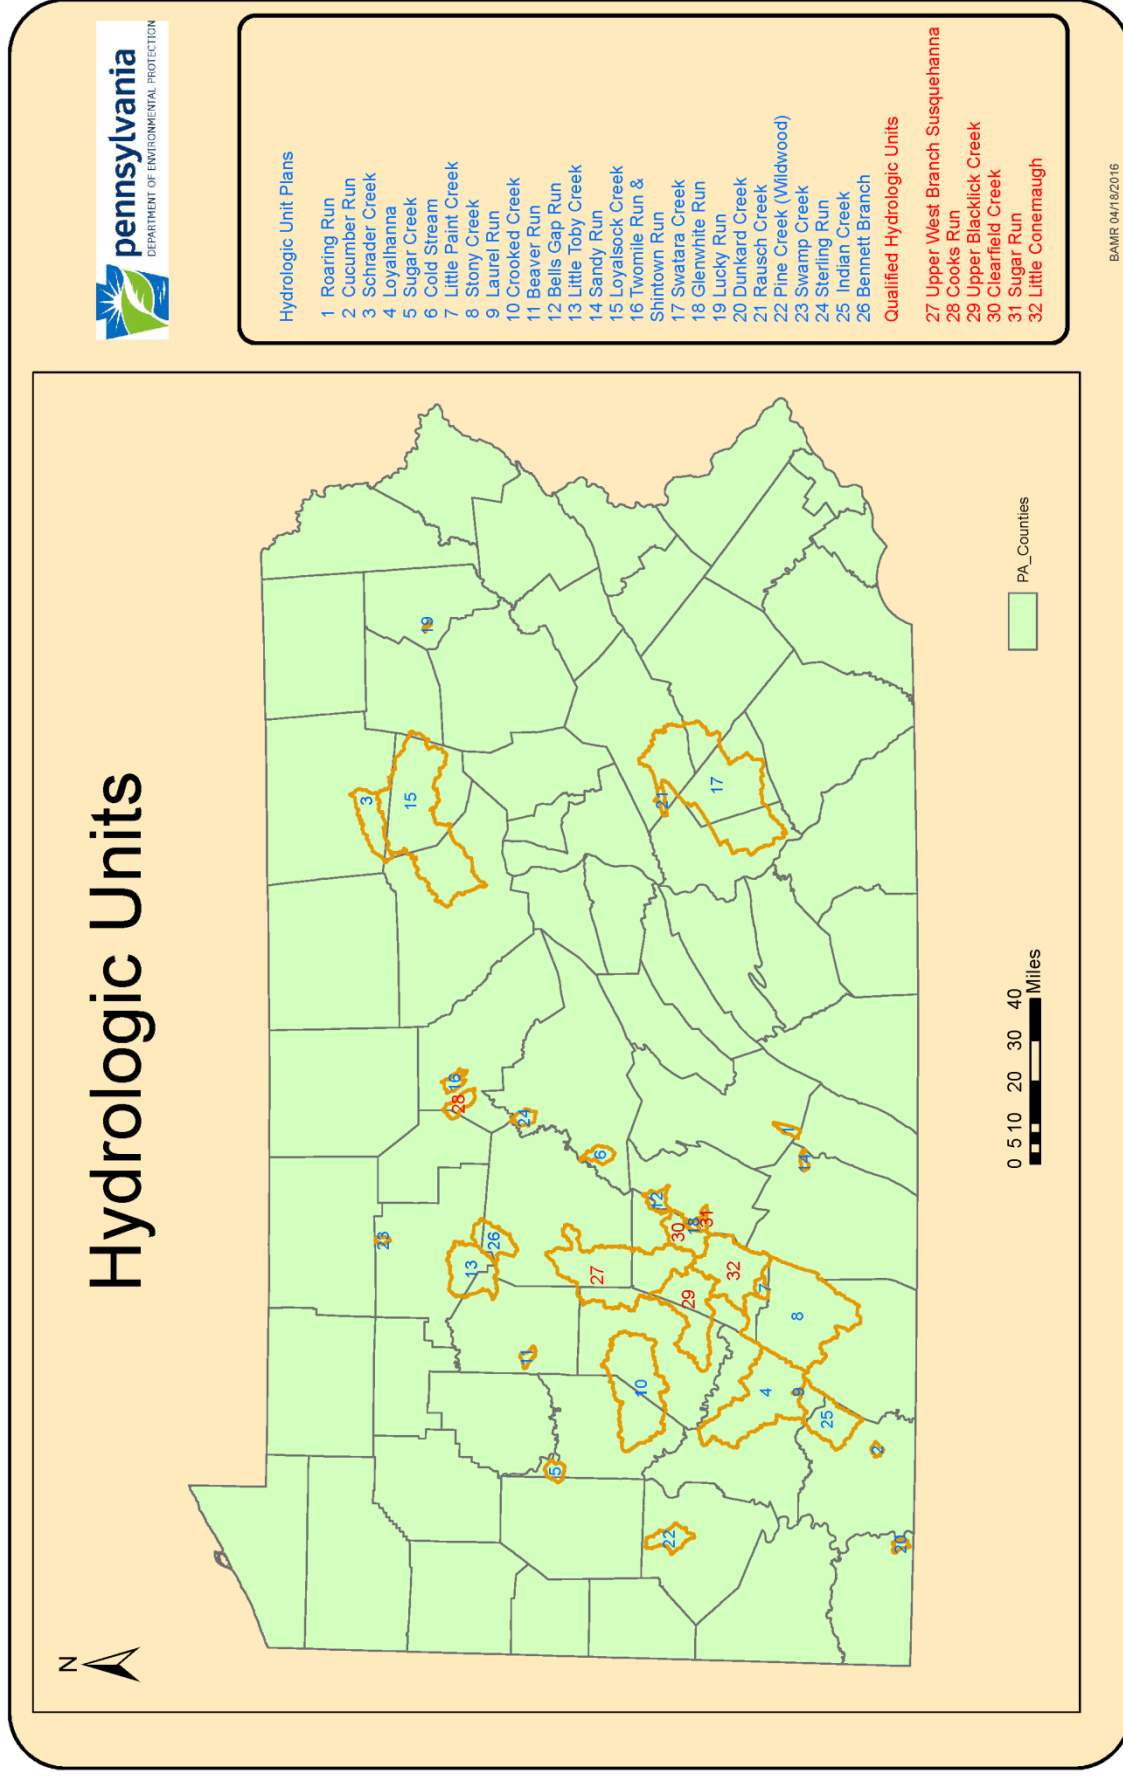 Hydrologic Units
N
pennsylvania
DEPARTMENT OF ENVIRONMENTAL PROTECTION
Hydrologic Unit Plans
1 Roaring Run
2 Cucumber Run
3 Schrader Creek
4 Loyalhanna
5 Sugar Creek
6 Cold Stream
7 Little Paint Creek
8 Stony Creek
9 Laurel Run
10 Crooked Creek
11 Beaver Run
12 Bells Gap Run
13 Little Toby Creek
14 Sandy Run
15 Loyalsock Creek
16 Twomile Run &
Shintown Run
17 Swatara Creek
18 Glenwhite Run
19 Lucky Run
20 Dunkard Creek
21 Rausch Creek
22 Pine Creek (Wildwood)
23 Swamp Creek
24 Sterling Run
25 Indian Creek
26 Bennett Branch
Qualified Hydrologic Units
27 Upper West Branch Susquehanna
28 Cooks Run
29 Upper Blacklick Creek
30 Clearfield Creek
31 Sugar Run
32 Little Conemaugh
3
23
15
19
16
28
13
26
24
11
5
6
27
10
12
30
18
31
29
22
21
17
32
7
4
9
8
1
14
25
2
20
0 5 10 20 30 40
Miles
PA_Counties
BAMR 04/18/2016